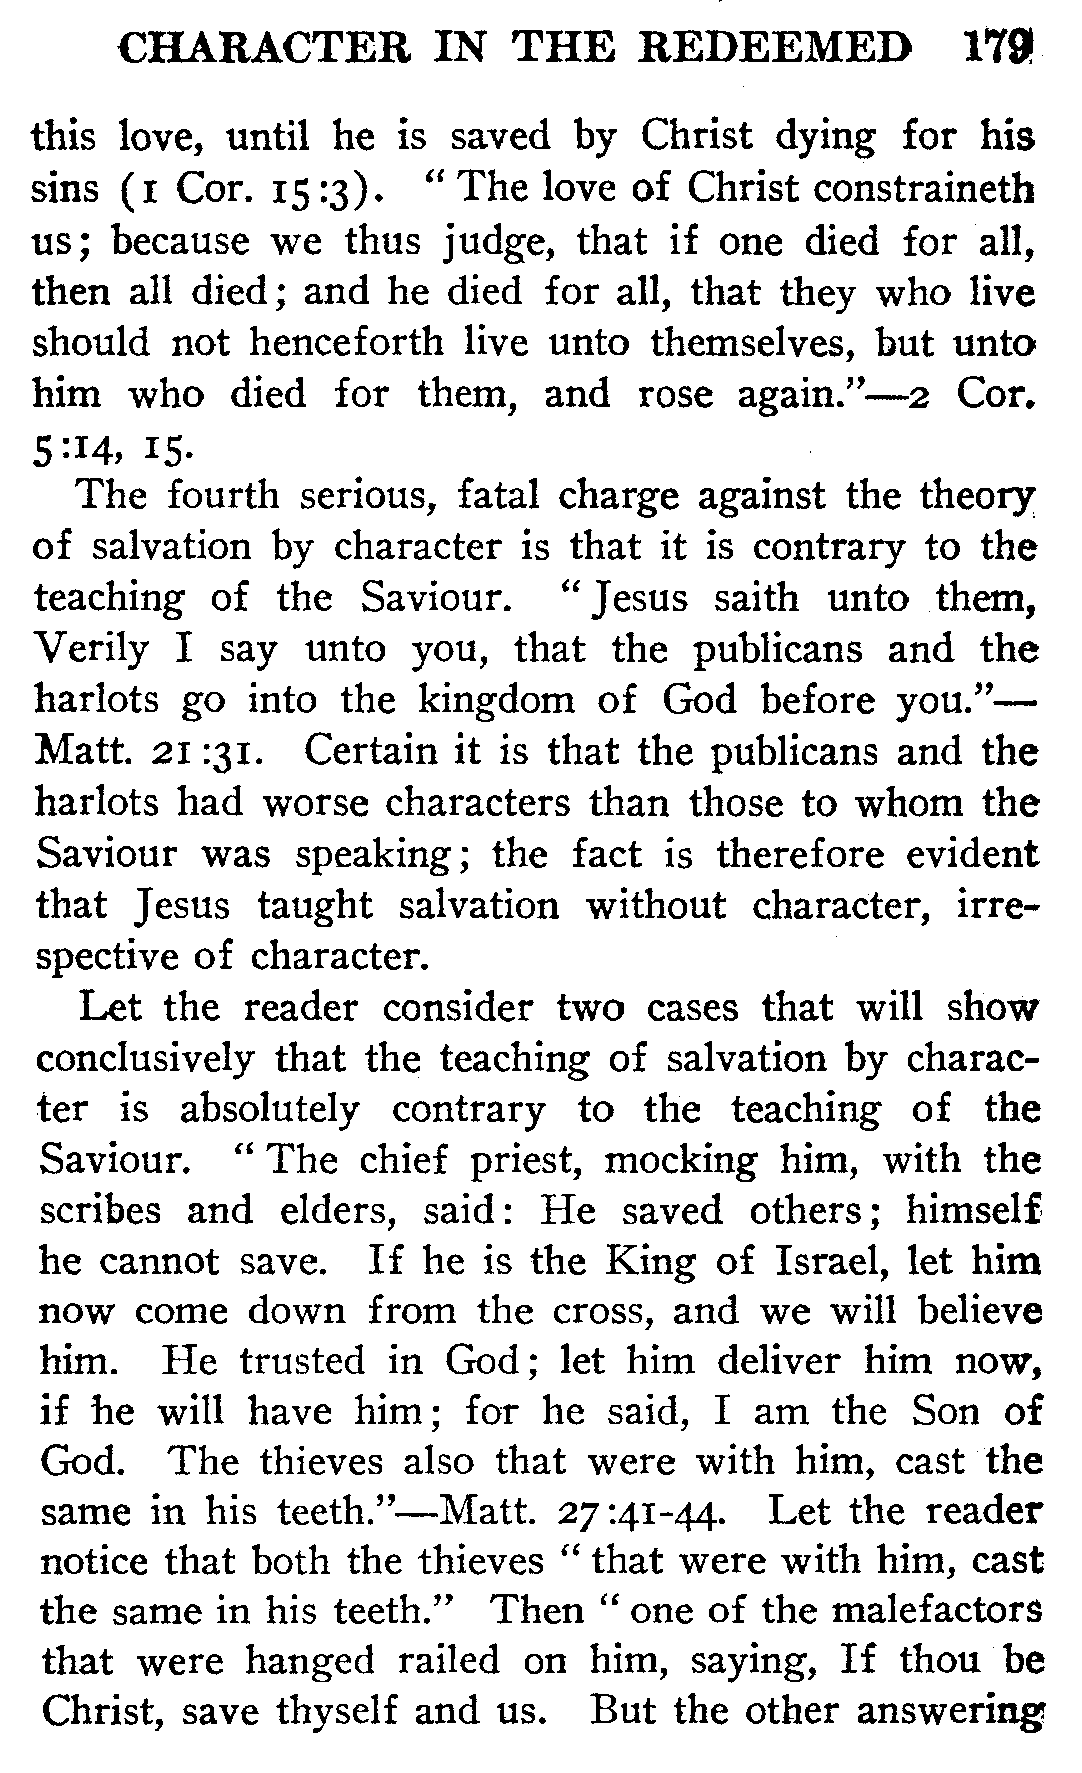 CHARACTER IN THE REDEEMED 179
this love, until he is saved by Christ dying for his
sins (1 Cor. 15:3). "The love of Christ constraineth
us; because we thus judge, that if one died for all,
then all died; and he died for all, that they who live
should not henceforth live unto themselves, but unto
him who died for them, and rose again."—2 Cor.
5:14, 15.
The fourth serious, fatal charge against the theory
of salvation by character is that it is contrary to the
teaching of the Saviour. "Jesus saith unto them,
Verily I say unto you, that the publicans and the
harlots go into the kingdom of God before you."—
Matt. 21:31. Certain it is that the publicans and the
harlots had worse characters than those to whom the
Saviour was speaking; the fact is therefore evident
that Jesus taught salvation without character, irre-
spective of character.
Let the reader consider two cases that will show
conclusively that the teaching of salvation by charac-
ter is absolutely contrary to the teaching of the
Saviour. "The chief priest, mocking him, with the
scribes and elders, said: He saved others; himself
he cannot save. If he is the King of Israel, let him
now come down from the cross, and we will believe
him. He trusted in God; let him deliver him now,
if he will have him; for he said, I am the Son of
God. The thieves also that were with him, cast the
same in his teeth."—Matt. 27:41-44. Let the reader
notice that both the thieves "that were with him, cast
the same in his teeth." Then "one of the malefactors
that were hanged railed on him, saying, If thou be
Christ, save thyself and us. But the other answering